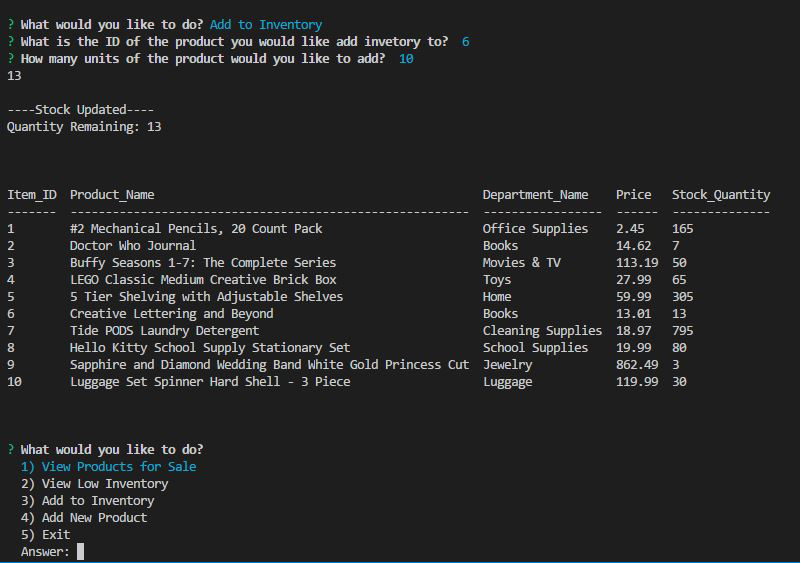 ? What would you like to do? Add to Inventory
? What is the ID of the product you would like add invetory to?  6
? How many units of the product would you like to add?  10
13
----Stock Updated----
Quantity Remaining: 13
Item_ID  Product_Name                                               Department_Name    Price   Stock_Quantity
-------  ---------------------------------------------------------  -----------------  ------  --------------
1        #2 Mechanical Pencils, 20 Count Pack                       Office Supplies    2.45    165
2        Doctor Who Journal                                         Books              14.62   7
3        Buffy Seasons 1-7: The Complete Series                     Movies & TV        113.19  50
4        LEGO Classic Medium Creative Brick Box                     Toys               27.99   65
5        5 Tier Shelving with Adjustable Shelves                    Home               59.99   305
6        Creative Lettering and Beyond                              Books              13.01   13
7        Tide PODS Laundry Detergent                                Cleaning Supplies  18.97   795
8        Hello Kitty School Supply Stationary Set                   School Supplies    19.99   80
9        Sapphire and Diamond Wedding Band White Gold Princess Cut  Jewelry            862.49  3
10       Luggage Set Spinner Hard Shell - 3 Piece                   Luggage            119.99  30
? What would you like to do?
1) View Products for Sale
2) View Low Inventory
3) Add to Inventory
4) Add New Product
5) Exit
Answer: